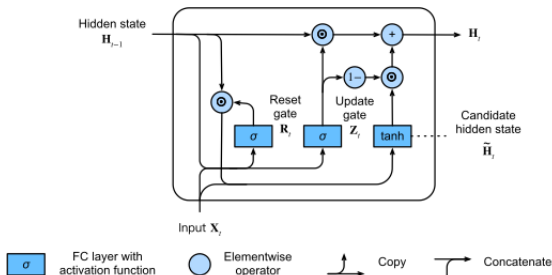 Hidden state
H_{t−1}
H_t
⊙
+
1−
⊙
⊙
Reset
gate
R_t
Update
gate
Z_t
σ
σ
tanh
Candidate
hidden state
H̃_t
Input X_t
σ
FC layer with
activation function
Elementwise
operator
Copy
Concatenate